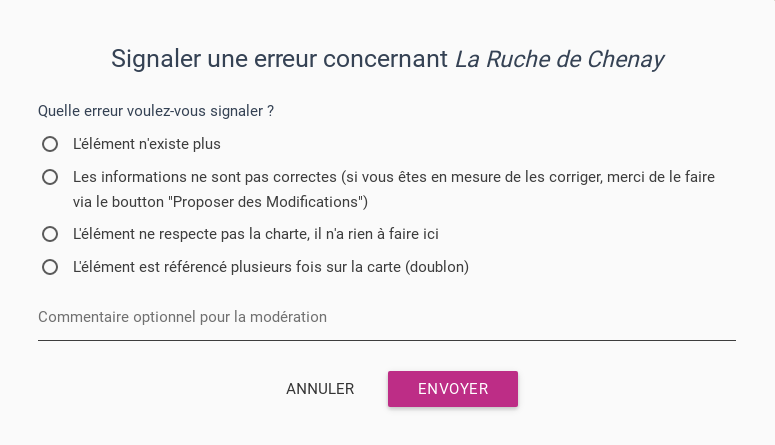 Signaler une erreur concernant La Ruche de Chenay
Quelle erreur voulez-vous signaler ?
L'élément n'existe plus
Les informations ne sont pas correctes (si vous êtes en mesure de les corriger, merci de le faire
via le boutton "Proposer des Modifications")
L'élément ne respecte pas la charte, il n'a rien à faire ici
L'élément est référencé plusieurs fois sur la carte (doublon)
Commentaire optionnel pour la modération
ANNULER ENVOYER